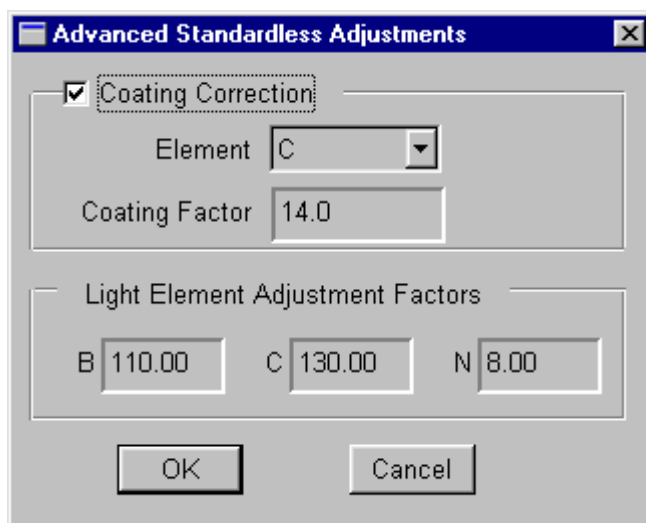 Advanced Standardless Adjustments
Coating Correction
Element C
Coating Factor 14.0
Light Element Adjustment Factors
B 110.00 C 130.00 N 8.00
OK Cancel